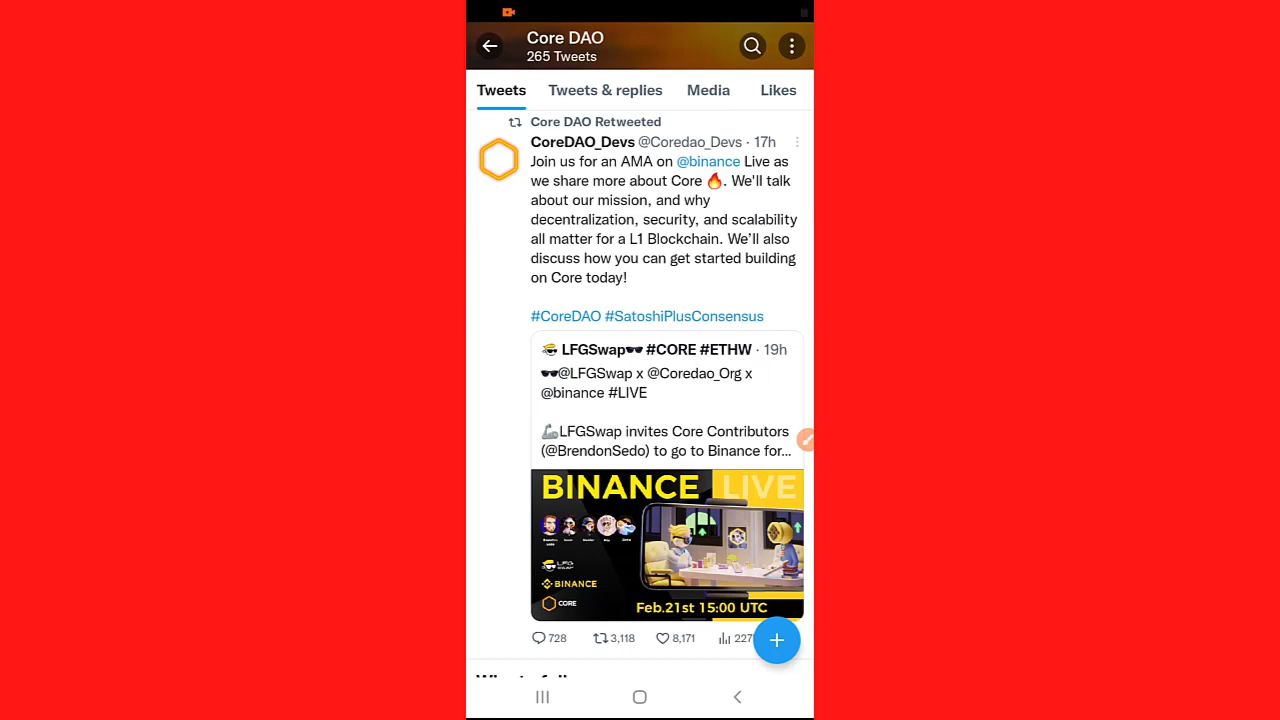 Core DAO
265 Tweets
Tweets
Tweets & replies
Media
Likes
Core DAO Retweeted
CoreDAO_Devs @Coredao_Devs · 17h
Join us for an AMA on @binance Live as
we share more about Core 🔥. We'll talk
about our mission, and why
decentralization, security, and scalability
all matter for a L1 Blockchain. We'll also
discuss how you can get started building
on Core today!
#CoreDAO #SatoshiPlusConsensus
LFGSwap🕶️ #CORE #ETHW · 19h
🕶️@LFGSwap x @Coredao_Org x
@binance #LIVE
🦾LFGSwap invites Core Contributors
(@BrendonSedo) to go to Binance for...
BINANCE LIVE
LFG
SWAP
BINANCE
CORE
Feb.21st 15:00 UTC
728
3,118
8,171
227